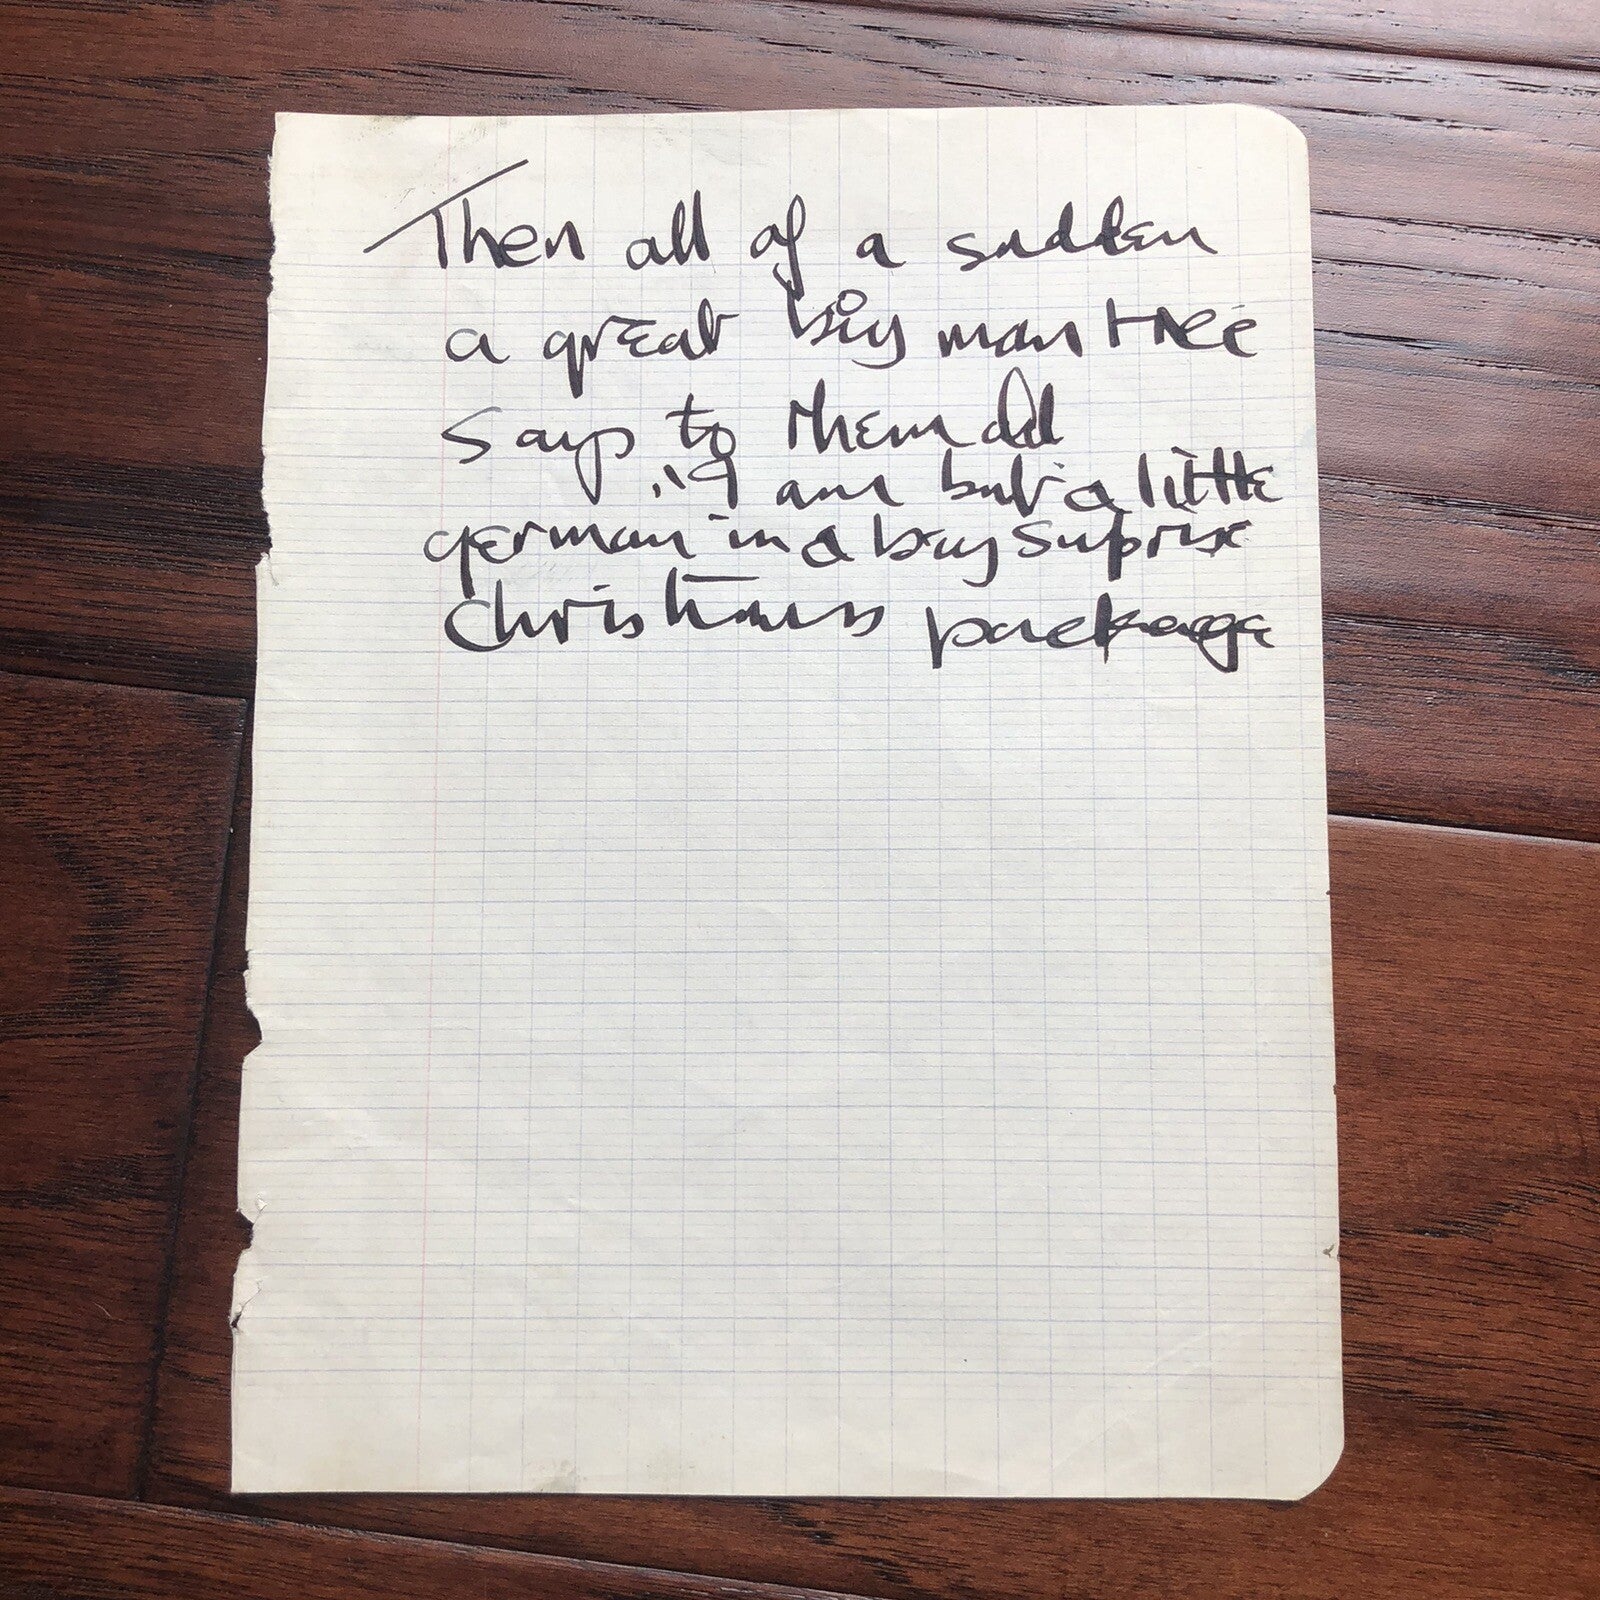 Then all of a sudden
a great big man tree
says to them all
"I am but a little
german in a big suprise
christmas package